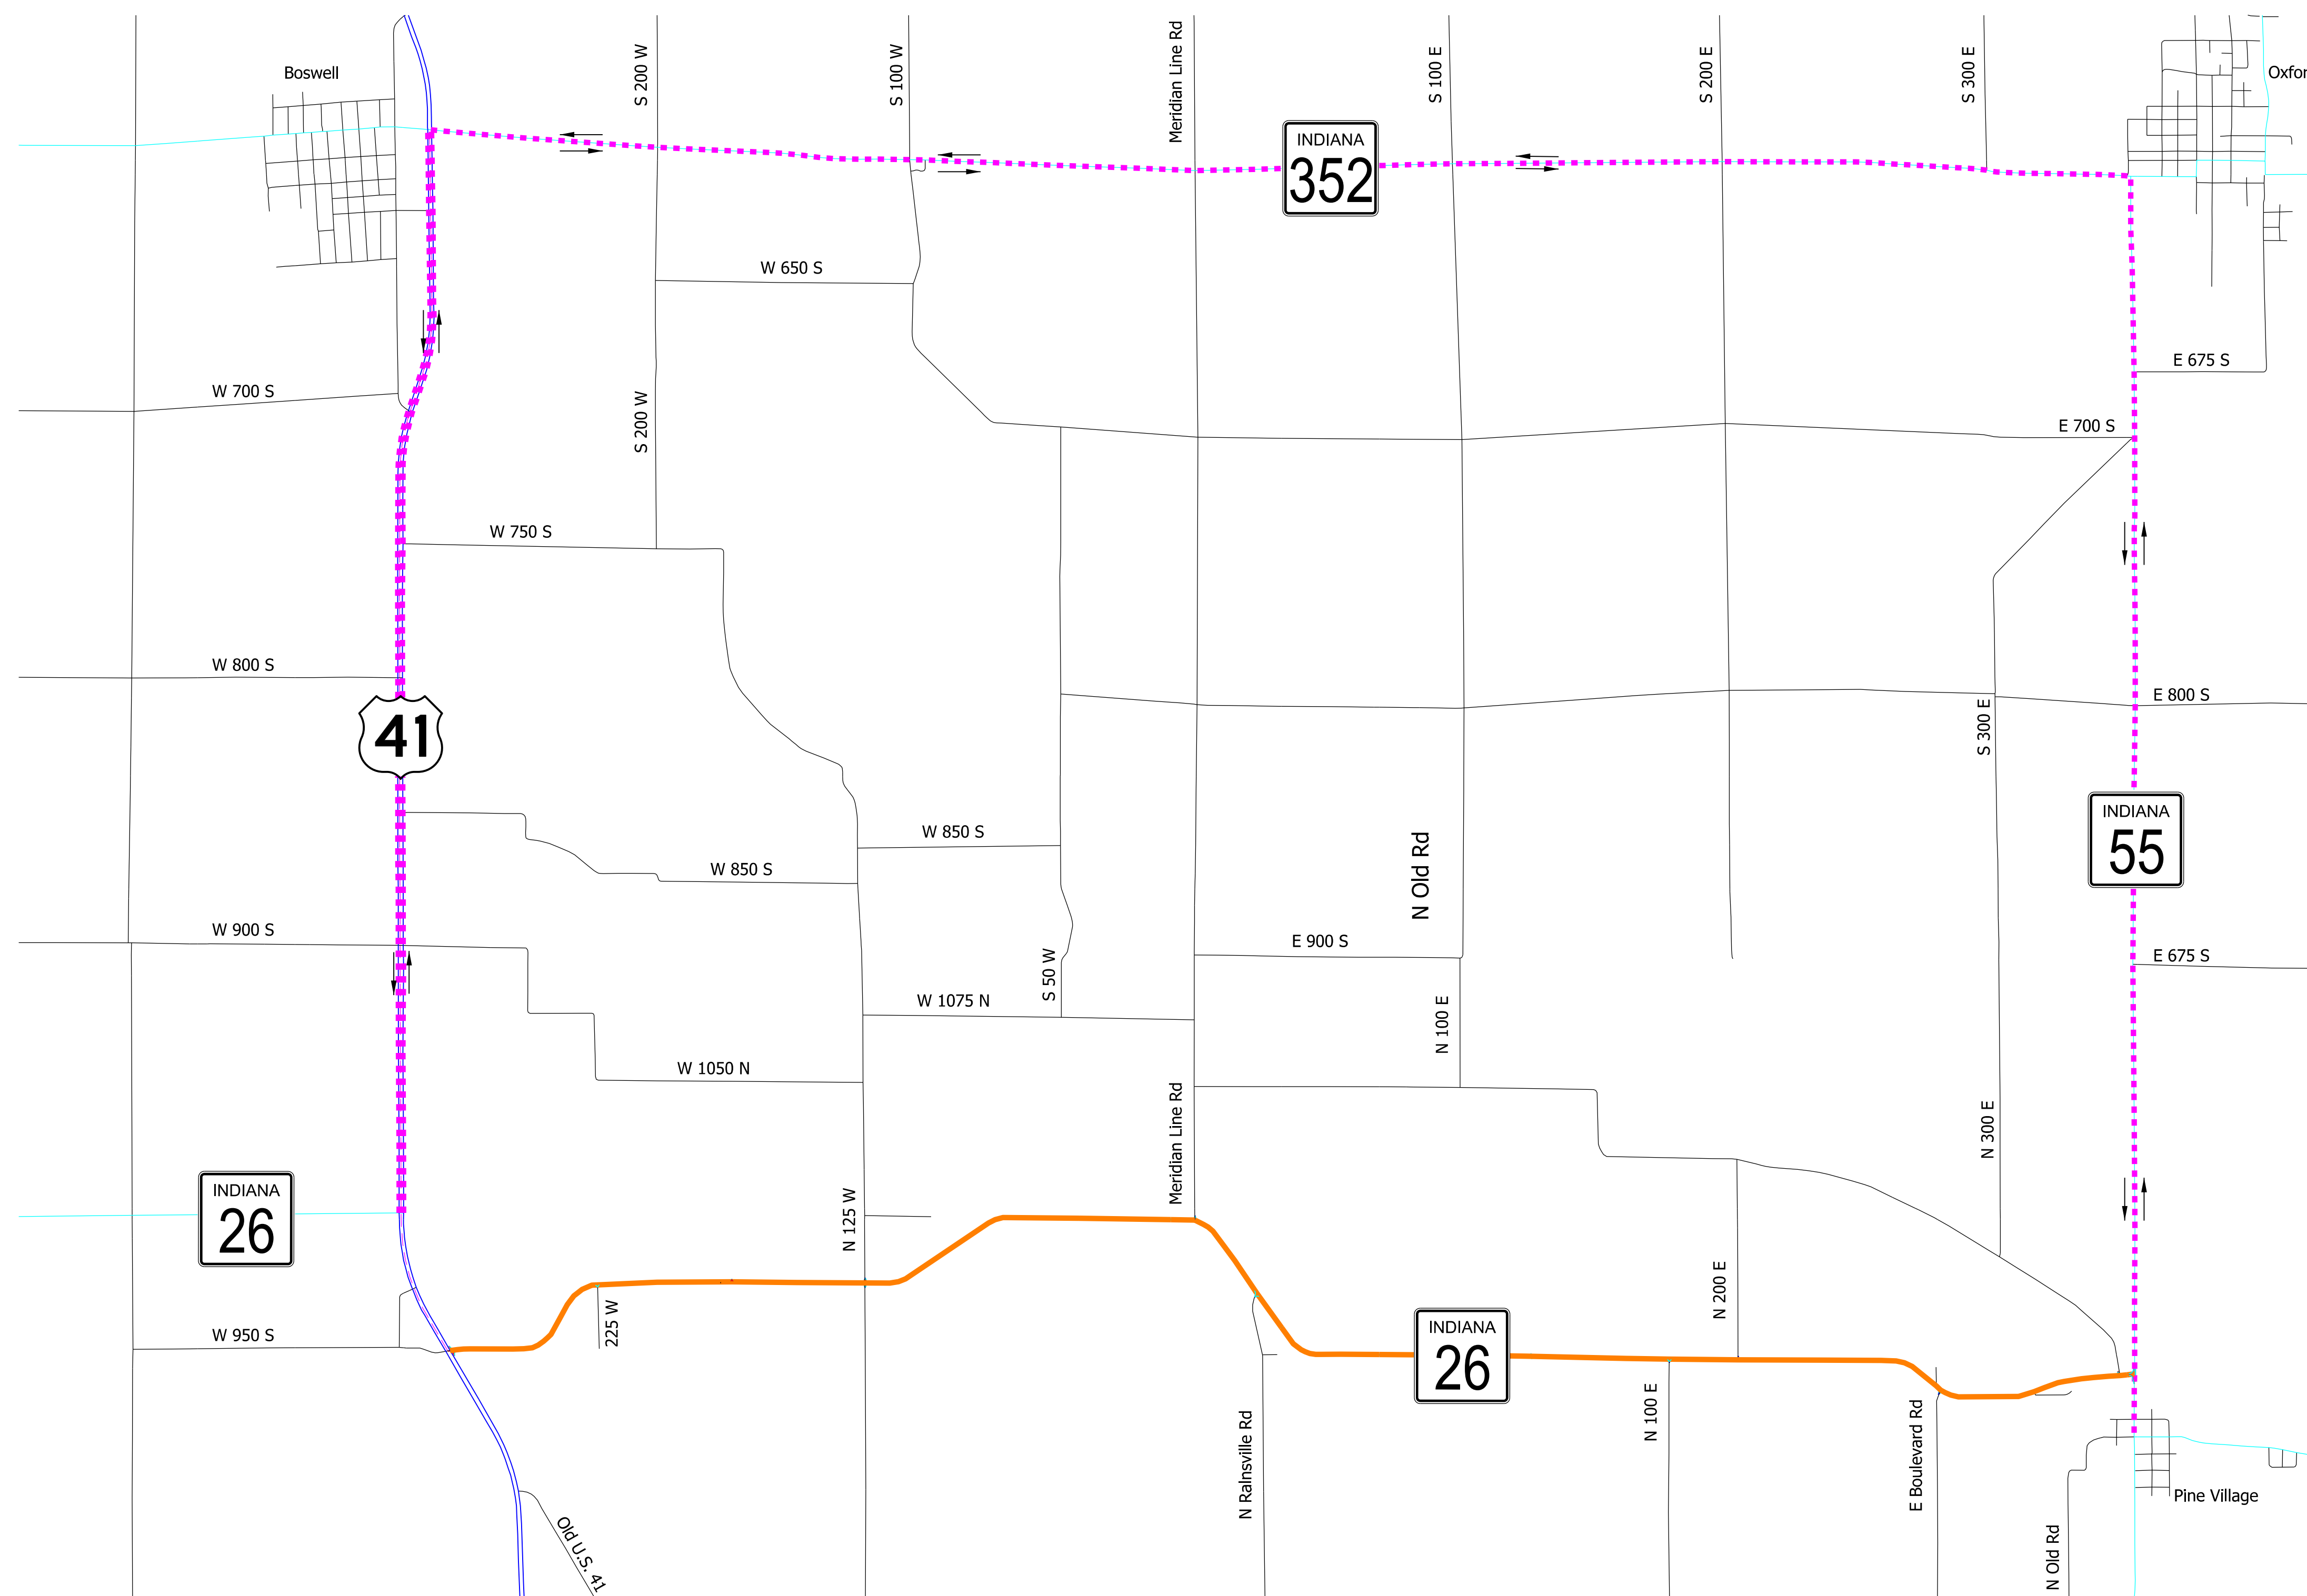 Boswell
S 200 W
S 100 W
Meridian Line Rd
S 100 E
S 200 E
S 300 E
Oxfor
INDIANA
352
W 650 S
E 675 S
W 700 S
S 200 W
E 700 S
W 750 S
W 800 S
E 800 S
S 300 E
41
INDIANA
55
W 850 S
W 850 S
N Old Rd
W 900 S
E 900 S
E 675 S
S 50 W
W 1075 N
N 100 E
W 1050 N
Meridian Line Rd
N 300 E
INDIANA
26
N 125 W
N 200 E
225 W
W 950 S
INDIANA
26
N RaInsville Rd
N 100 E
E Boulevard Rd
Pine Village
Old U.S. 41
N Old Rd